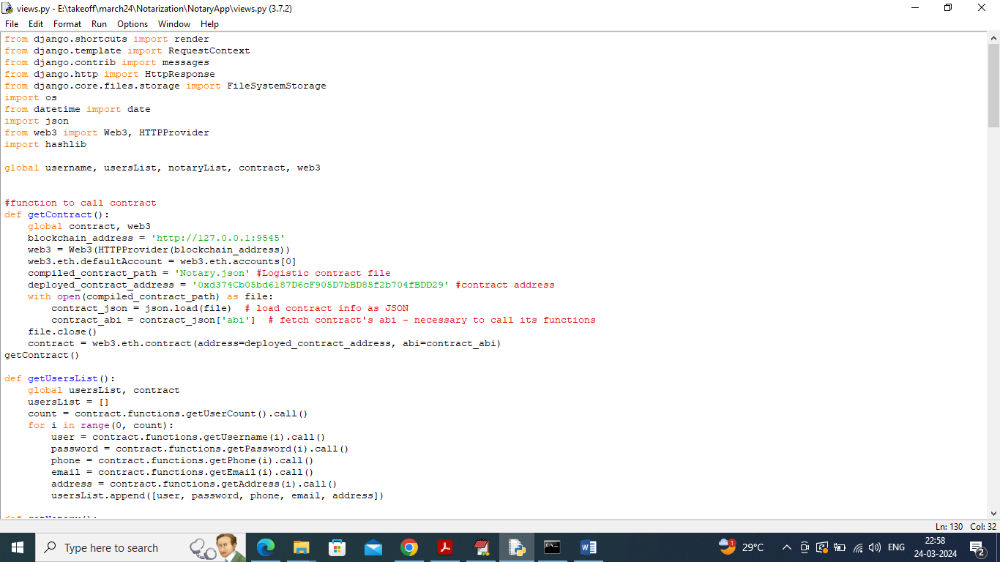 views.py - E:\takeoff\march24\Notarization\NotaryApp\views.py (3.7.2)
File Edit Format Run Options Window Help
from django.shortcuts import render
from django.template import RequestContext
from django.contrib import messages
from django.http import HttpResponse
from django.core.files.storage import FileSystemStorage
import os
from datetime import date
import json
from web3 import Web3, HTTPProvider
import hashlib
global username, usersList, notaryList, contract, web3
#function to call contract
def getContract():
    global contract, web3
    blockchain_address = 'http://127.0.0.1:9545'
    web3 = Web3(HTTPProvider(blockchain_address))
    web3.eth.defaultAccount = web3.eth.accounts[0]
    compiled_contract_path = 'Notary.json' #Logistic contract file
    deployed_contract_address = '0xd374Cb05bd6187D6cF905D7bBD85f2b704fBDD29' #contract address
    with open(compiled_contract_path) as file:
        contract_json = json.load(file)  # load contract info as JSON
        contract_abi = contract_json['abi']  # fetch contract's abi - necessary to call its functions
    file.close()
    contract = web3.eth.contract(address=deployed_contract_address, abi=contract_abi)
getContract()
def getUsersList():
    global usersList, contract
    usersList = []
    count = contract.functions.getUserCount().call()
    for i in range(0, count):
        user = contract.functions.getUsername(i).call()
        password = contract.functions.getPassword(i).call()
        phone = contract.functions.getPhone(i).call()
        email = contract.functions.getEmail(i).call()
        address = contract.functions.getAddress(i).call()
        usersList.append([user, password, phone, email, address])
Ln: 130 Col: 32
Type here to search
29°C
ENG
22:58
24-03-2024
2